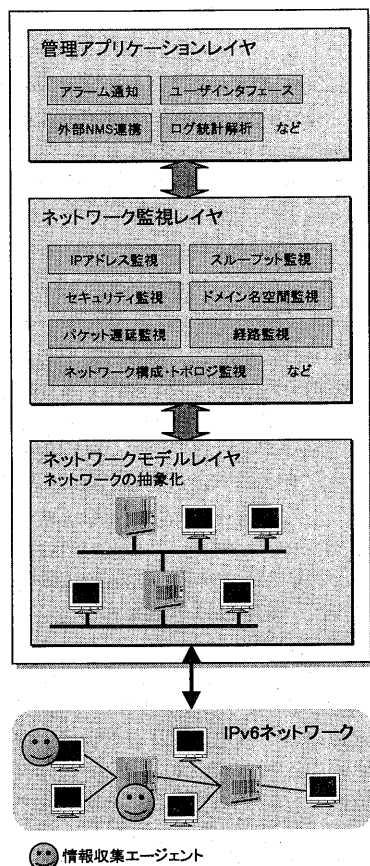 管理アプリケーションレイヤ
アラーム通知 ユーザインタフェース
外部NMS連携 ログ統計解析 など
ネットワーク監視レイヤ
IPアドレス監視 スループット監視
セキュリティ監視 ドメイン名空間監視
パケット遅延監視 経路監視
ネットワーク構成・トポロジ監視 など
ネットワークモデルレイヤ
ネットワークの抽象化
IPv6ネットワーク
情報収集エージェント